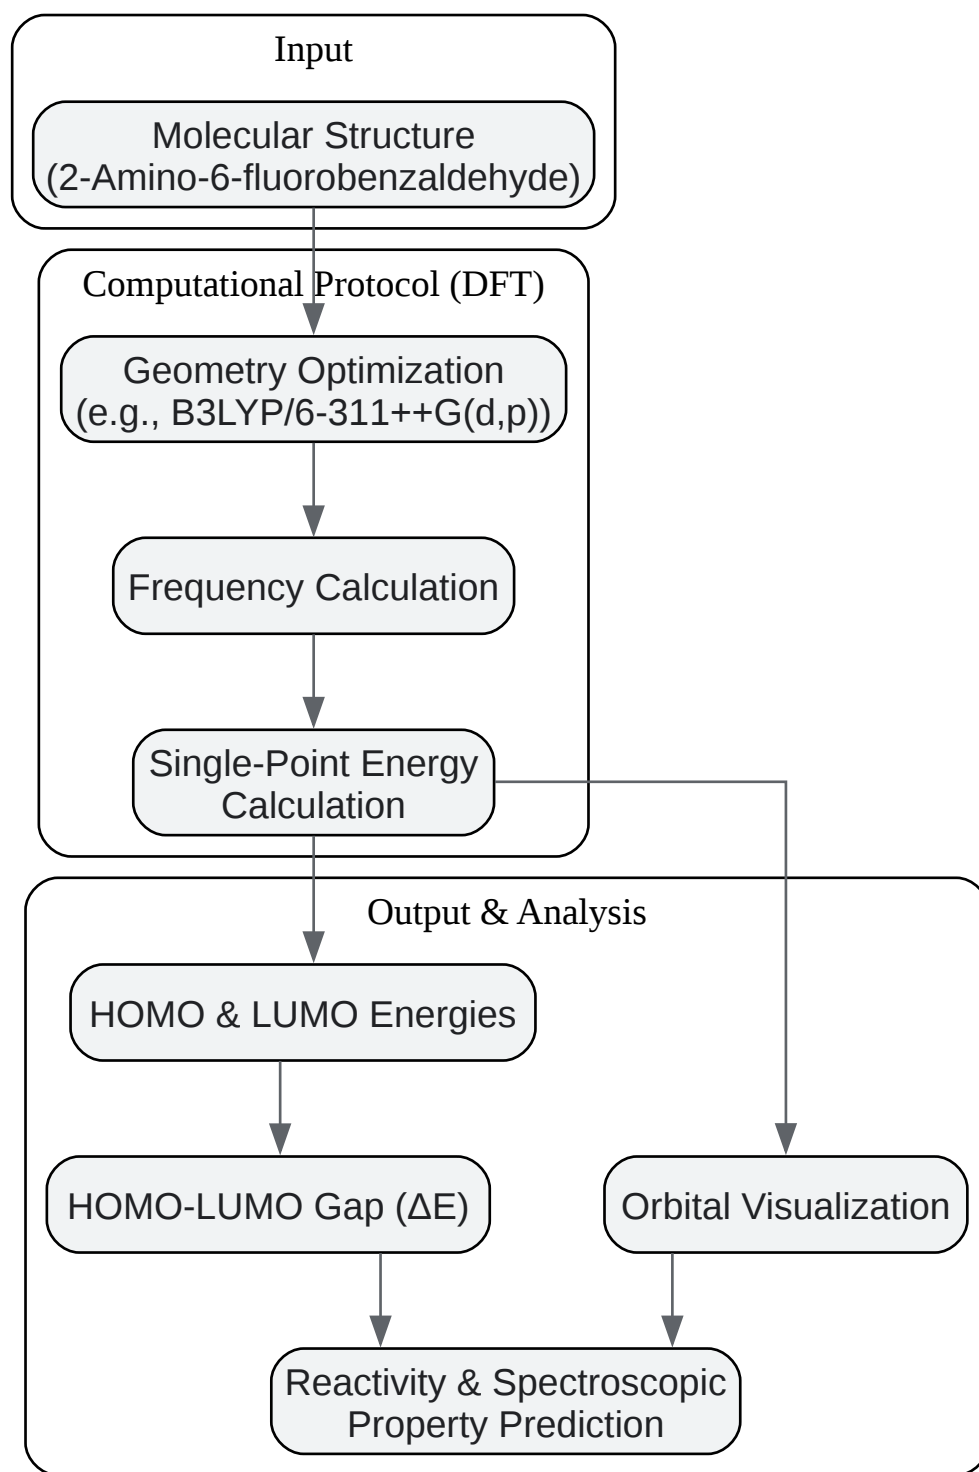 Input
Molecular Structure
(2-Amino-6-fluorobenzaldehyde)
Computational Protocol (DFT)
Geometry Optimization
(e.g., B3LYP/6-311++G(d,p))
Frequency Calculation
Single-Point Energy
Calculation
Output & Analysis
HOMO & LUMO Energies
HOMO-LUMO Gap (ΔE)
Orbital Visualization
Reactivity & Spectroscopic
Property Prediction